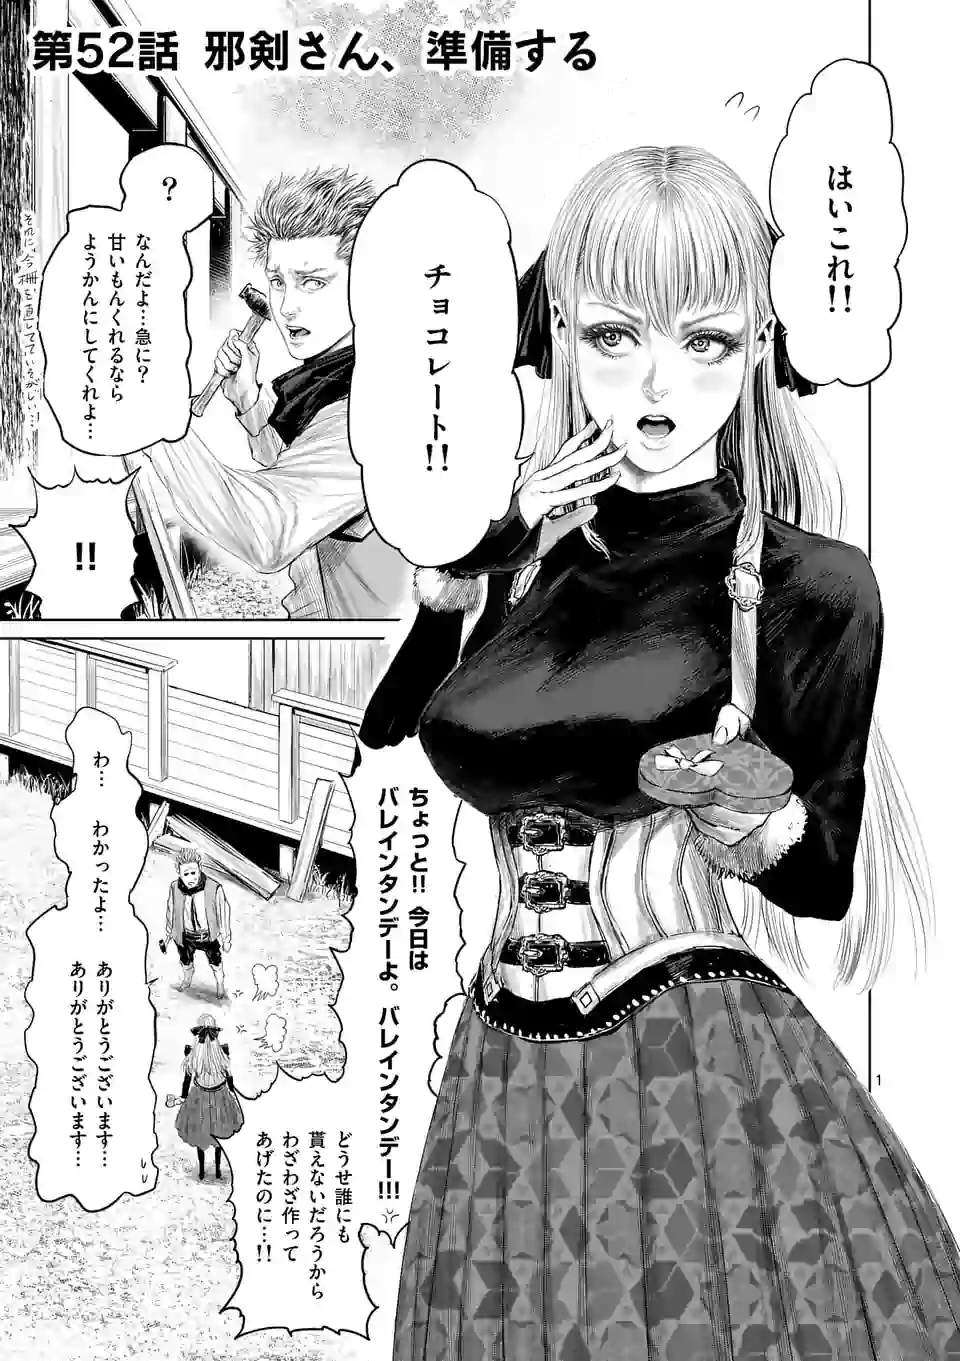 第52話 邪剣さん、準備する
はいこれ!!
チョコレート!!
?
なんだよ…急に?
甘いもんくれるなら
ようかんにしてくれよ…
それに今柵を直してていそがしい…
!!
ちょっと!! 今日は
バレインタンデーよ。バレインタンデー!!!
どうせ誰にも
貰えないだろうから
わざわざ作って
あげたのに…!!
わ… わかったよ…
ありがとうございます…
ありがとうございます…
1